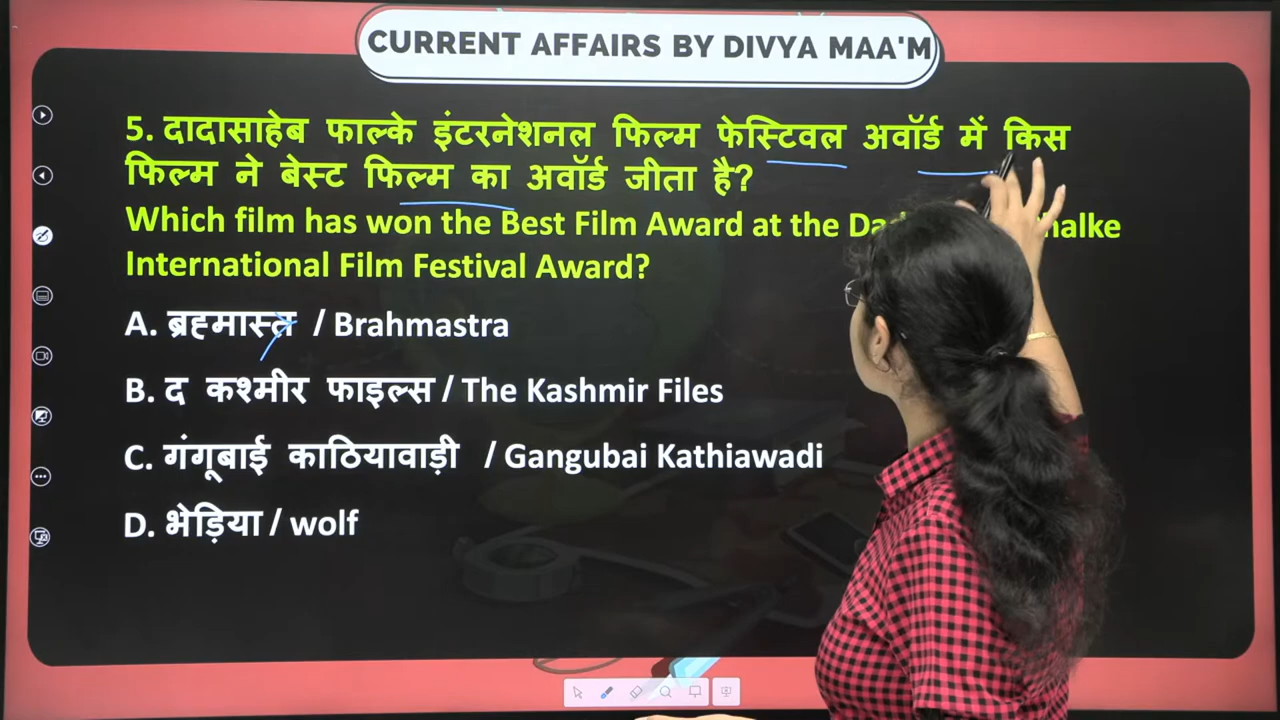 CURRENT AFFAIRS BY DIVYA MAA'M
5. दादासाहेब फाल्के इंटरनेशनल फिल्म फेस्टिवल अवॉर्ड में किस
फिल्म ने बेस्ट फिल्म का अवॉर्ड जीता है?
Which film has won the Best Film Award at the
International Film Festival Award?
A. ब्रह्मास्त्र / Brahmastra
B. द कश्मीर फाइल्स / The Kashmir Files
C. गंगूबाई काठियावाड़ी / Gangubai Kathiawadi
D. भेड़िया / wolf